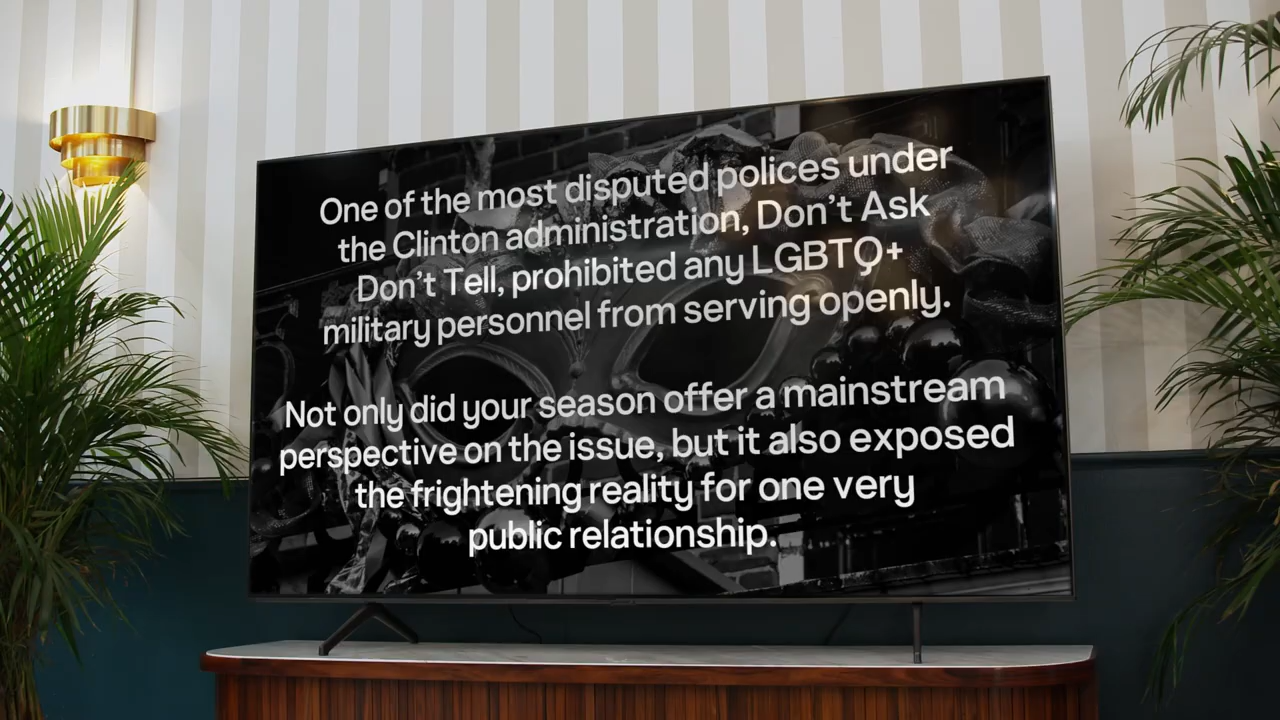 One of the most disputed polices under
the Clinton administration, Don't Ask
Don't Tell, prohibited any LGBTQ+
military personnel from serving openly.
Not only did your season offer a mainstream
perspective on the issue, but it also exposed
the frightening reality for one very
public relationship.